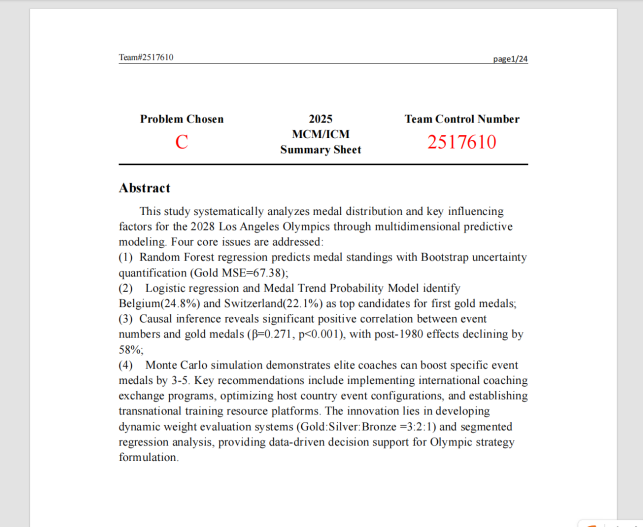 Team#2517610 page1/24
Problem Chosen 2025 Team Control Number
C MCM/ICM 2517610
Summary Sheet
Abstract
This study systematically analyzes medal distribution and key influencing
factors for the 2028 Los Angeles Olympics through multidimensional predictive
modeling. Four core issues are addressed:
(1) Random Forest regression predicts medal standings with Bootstrap uncertainty
quantification (Gold MSE=67.38);
(2) Logistic regression and Medal Trend Probability Model identify
Belgium(24.8%) and Switzerland(22.1%) as top candidates for first gold medals;
(3) Causal inference reveals significant positive correlation between event
numbers and gold medals (β=0.271, p<0.001), with post-1980 effects declining by
58%;
(4) Monte Carlo simulation demonstrates elite coaches can boost specific event
medals by 3-5. Key recommendations include implementing international coaching
exchange programs, optimizing host country event configurations, and establishing
transnational training resource platforms. The innovation lies in developing
dynamic weight evaluation systems (Gold:Silver:Bronze =3:2:1) and segmented
regression analysis, providing data-driven decision support for Olympic strategy
formulation.